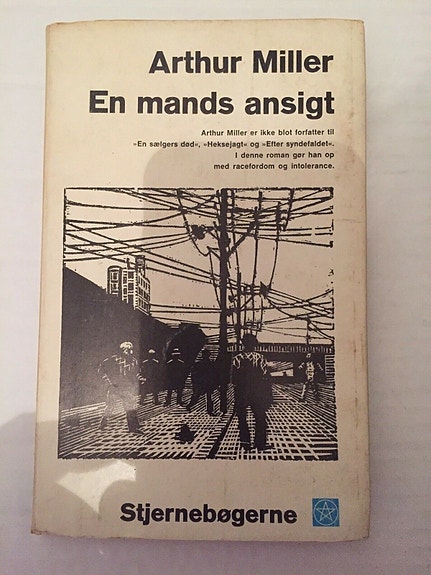 Arthur Miller
En mands ansigt
Arthur Miller er ikke blot forfatter til
»En sælgers død«, »Heksejagt« og »Efter syndefaldet«.
I denne roman gør han op
med racefordom og intolerance.
Stjernebøgerne